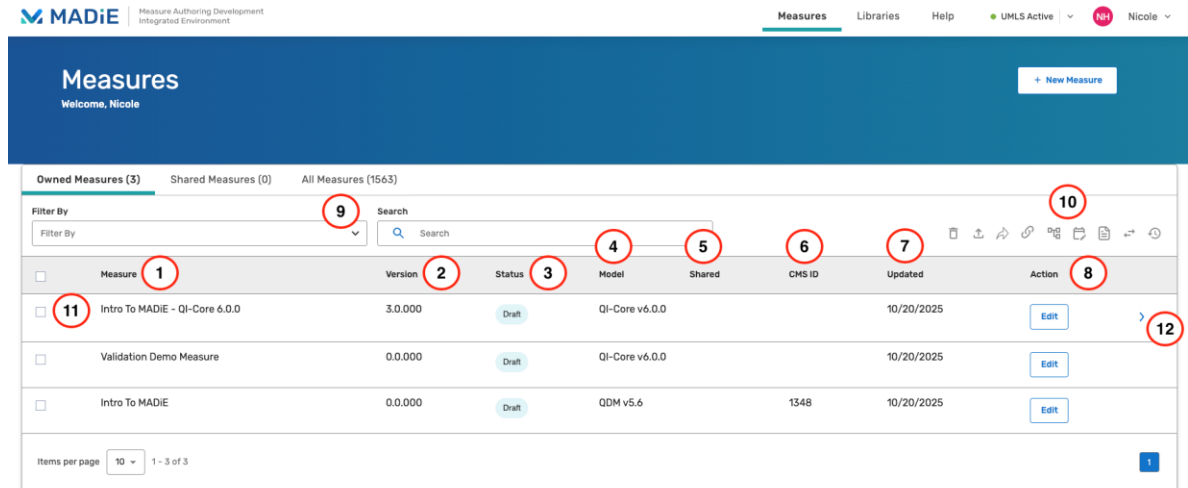 MADiE Measure Authoring Development Integrated Environment Measures Libraries Help UMLS Active NH Nicole
Measures
Welcome, Nicole
+ New Measure
Owned Measures (3) Shared Measures (0) All Measures (1563)
Filter By 9 Search 10
Filter By Search
4 5 6 7
Measure 1 Version 2 Status 3 Model Shared CMS ID Updated Action 8
11 Intro To MADiE - QI-Core 6.0.0 3.0.000 Draft QI-Core v6.0.0 10/20/2025 Edit 12
Validation Demo Measure 0.0.000 Draft QI-Core v6.0.0 10/20/2025 Edit
Intro To MADiE 0.0.000 Draft QDM v5.6 1348 10/20/2025 Edit
Items per page 10 1 - 3 of 3 1